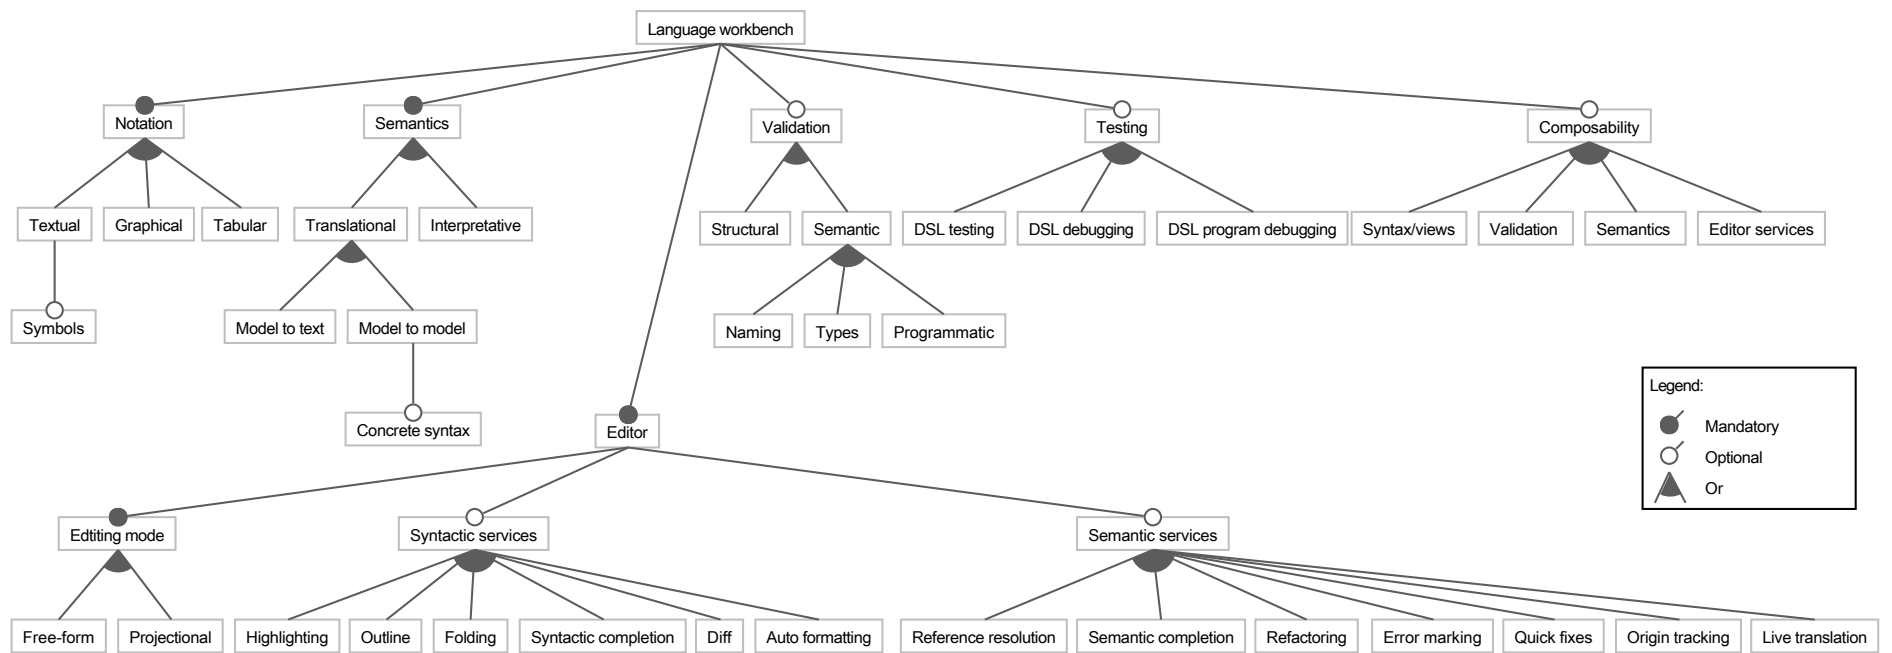 Language workbench
Notation
Semantics
Validation
Testing
Composability
Textual
Graphical
Tabular
Translational
Interpretative
Structural
Semantic
DSL testing
DSL debugging
DSL program debugging
Syntax/views
Validation
Semantics
Editor services
Symbols
Model to text
Model to model
Naming
Types
Programmatic
Concrete syntax
Editor
Legend:
Mandatory
Optional
Or
Edtiting mode
Syntactic services
Semantic services
Free-form
Projectional
Highlighting
Outline
Folding
Syntactic completion
Diff
Auto formatting
Reference resolution
Semantic completion
Refactoring
Error marking
Quick fixes
Origin tracking
Live translation